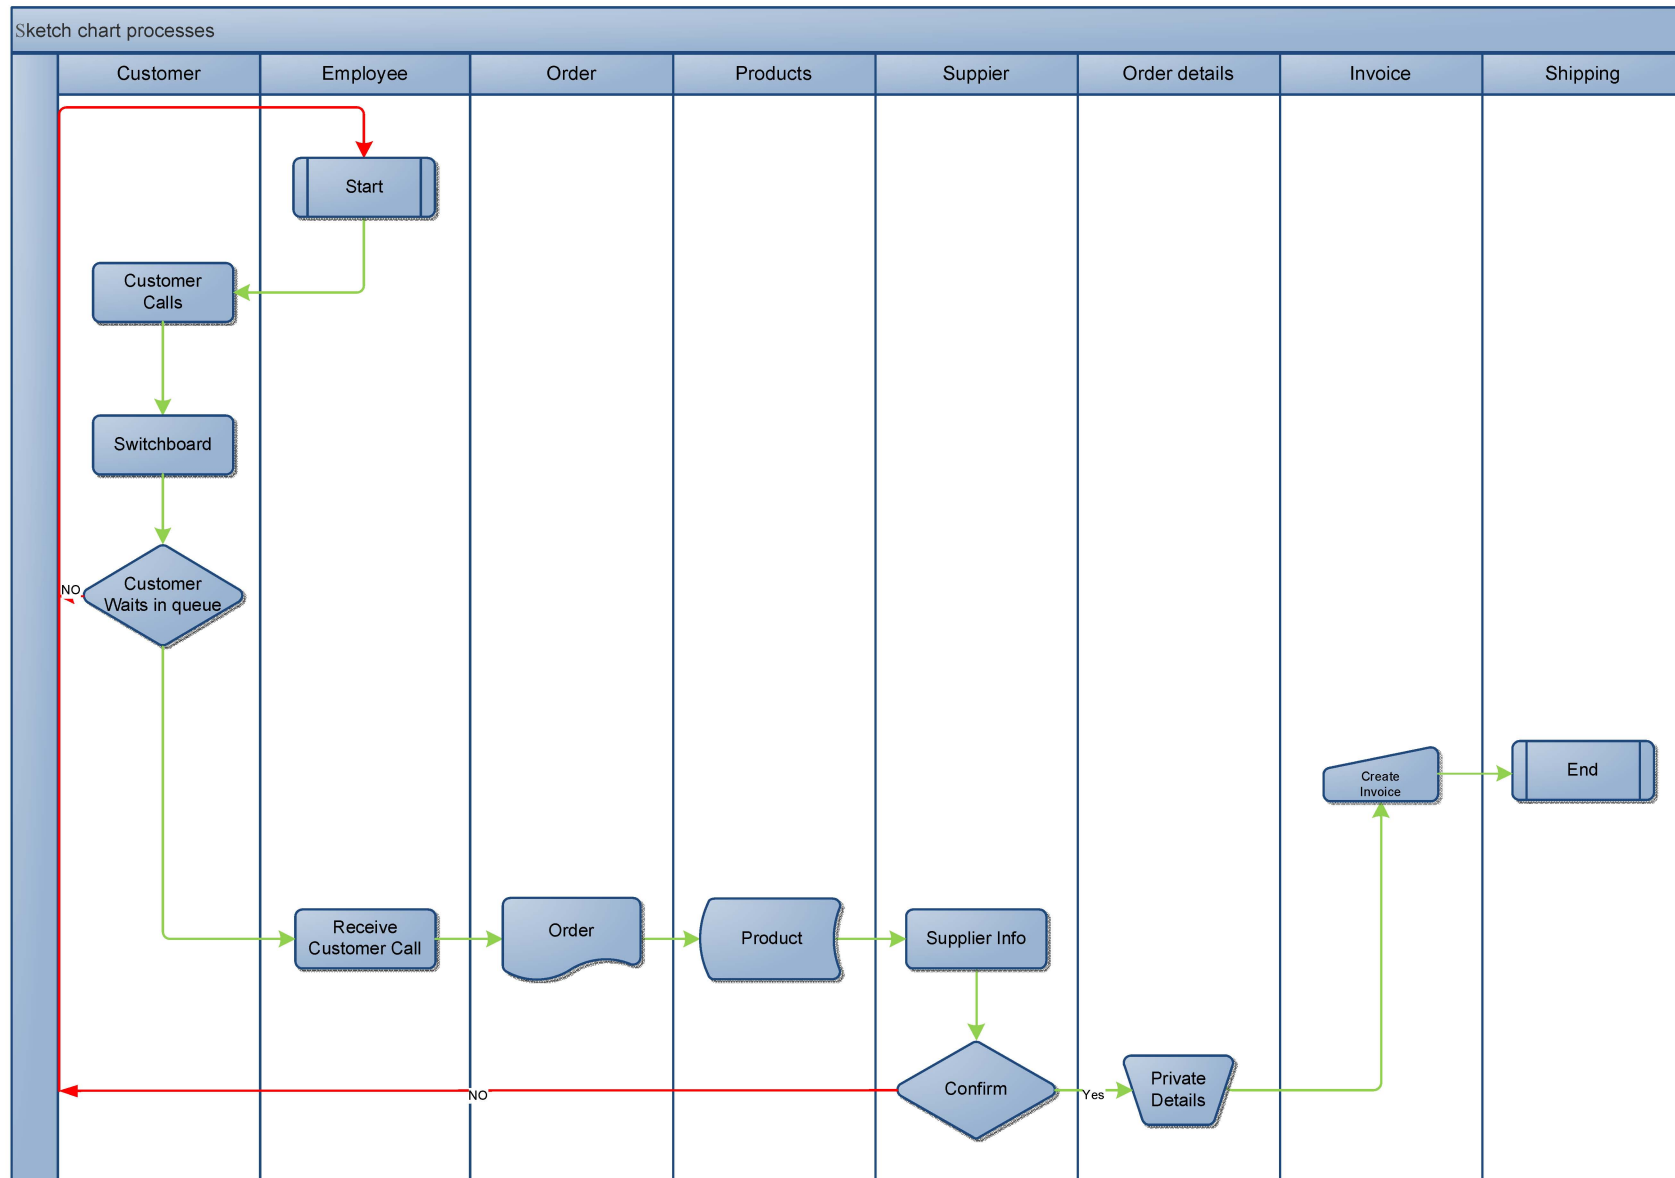 Sketch chart processes
Customer
Employee
Order
Products
Suppier
Order details
Invoice
Shipping
Start
Customer
Calls
Switchboard
NO
Customer
Waits in queue
Create
Invoice
End
Receive
Customer Call
Order
Product
Supplier Info
NO
Confirm
Yes
Private
Details